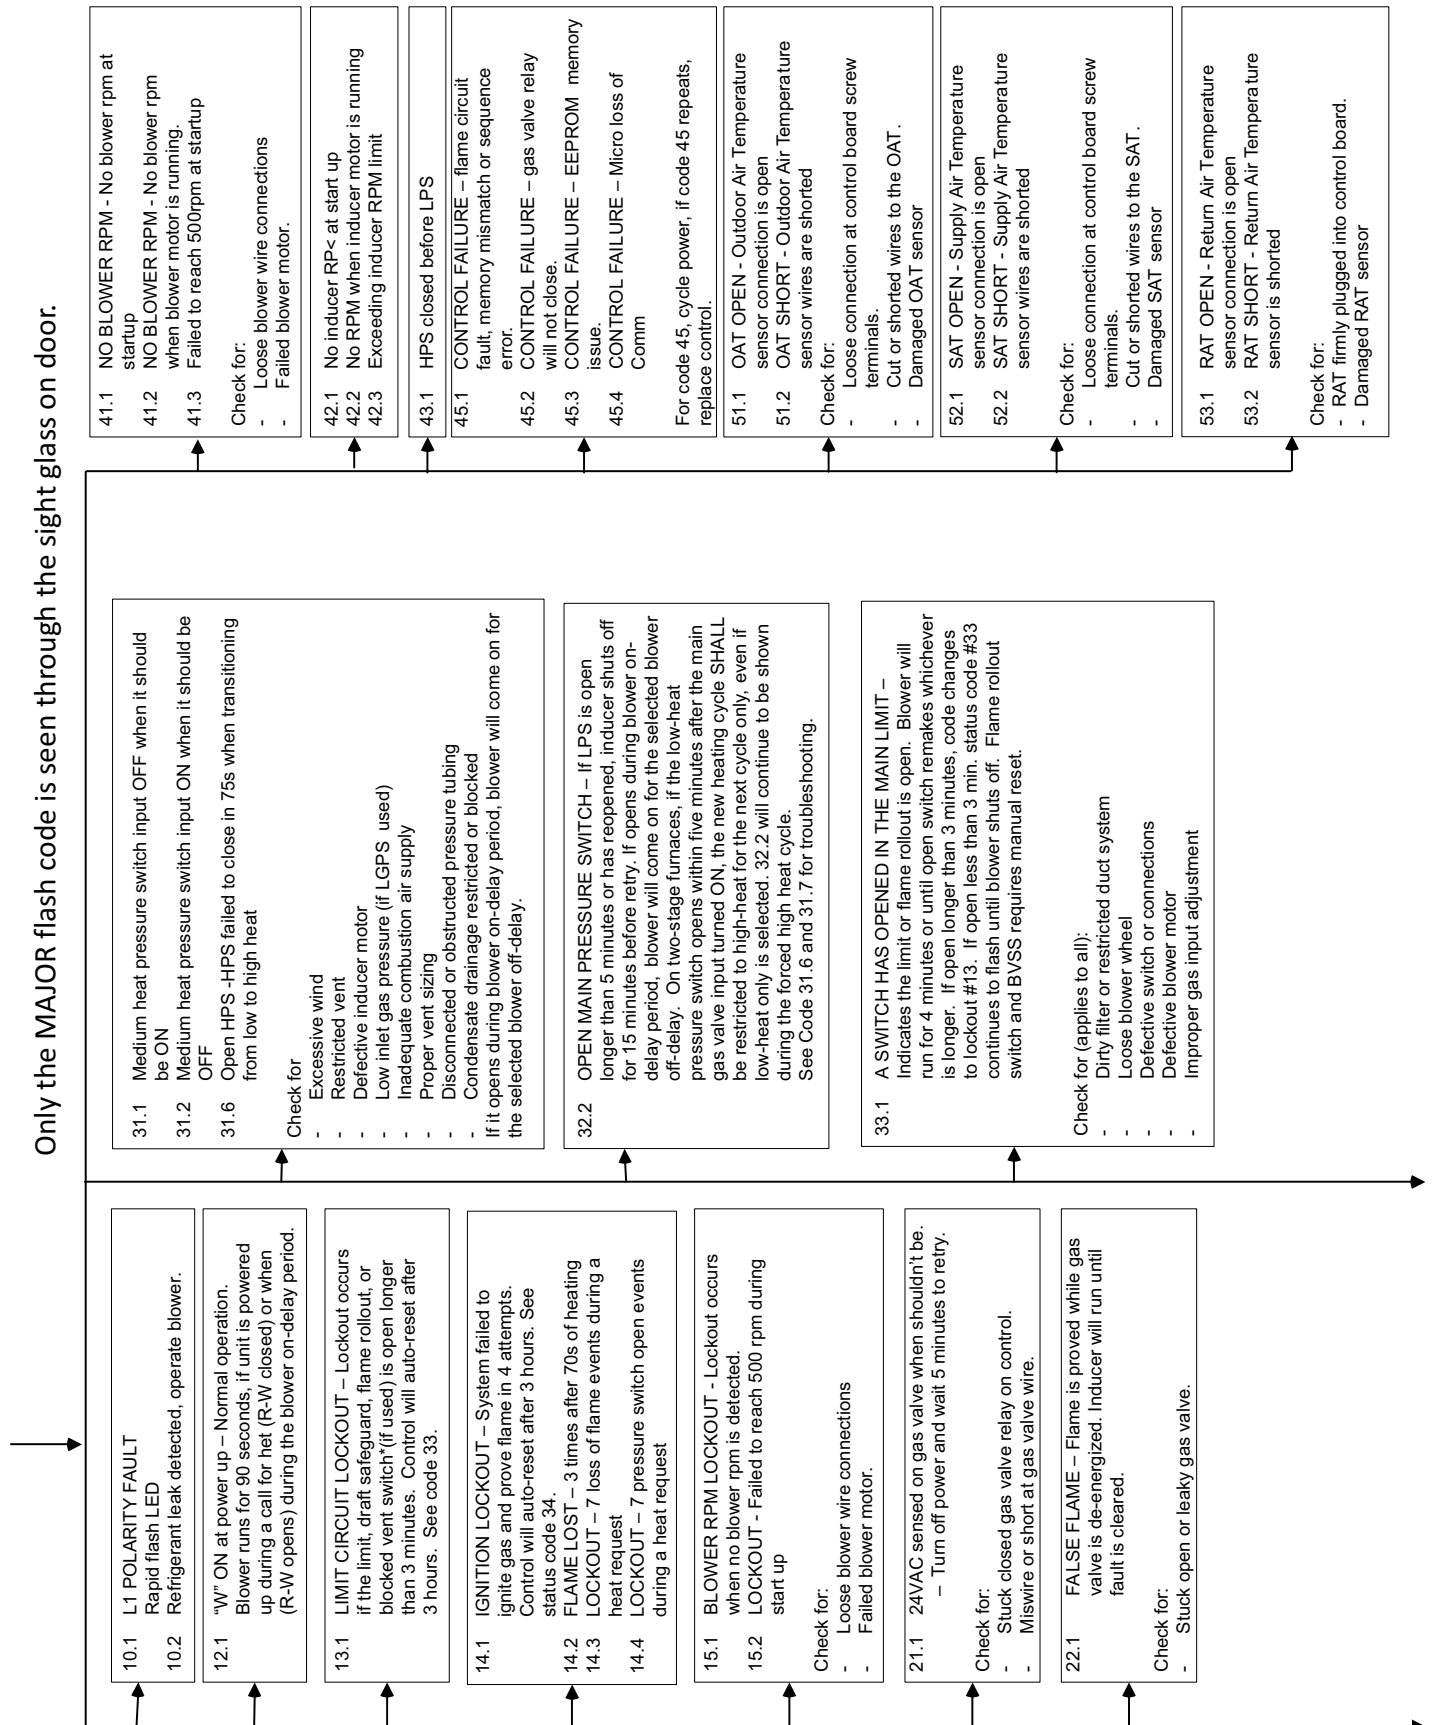 Only the MAJOR flash code is seen through the sight glass on door.
10.1 L1 POLARITY FAULT
Rapid flash LED
10.2 Refrigerant leak detected, operate blower.
12.1 “W” ON at power up – Normal operation.
Blower runs for 90 seconds, if unit is powered
up during a call for het (R-W closed) or when
(R-W opens) during the blower on-delay period.
13.1 LIMIT CIRCUIT LOCKOUT – Lockout occurs
if the limit, draft safeguard, flame rollout, or
blocked vent switch*(if used) is open longer
than 3 minutes. Control will auto-reset after
3 hours. See code 33.
14.1 IGNITION LOCKOUT – System failed to
ignite gas and prove flame in 4 attempts.
Control will auto-reset after 3 hours. See
status code 34.
14.2 FLAME LOST – 3 times after 70s of heating
14.3 LOCKOUT – 7 loss of flame events during a
heat request
14.4 LOCKOUT – 7 pressure switch open events
during a heat request
15.1 BLOWER RPM LOCKOUT - Lockout occurs
when no blower rpm is detected.
15.2 LOCKOUT - Failed to reach 500 rpm during
start up
Check for:
- Loose blower wire connections
- Failed blower motor.
21.1 24VAC sensed on gas valve when shouldn't be.
– Turn off power and wait 5 minutes to retry.
Check for:
- Stuck closed gas valve relay on control.
- Miswire or short at gas valve wire.
22.1 FALSE FLAME – Flame is proved while gas
valve is de-energized. Inducer will run until
fault is cleared.
Check for:
- Stuck open or leaky gas valve.
31.1 Medium heat pressure switch input OFF when it should
be ON
31.2 Medium heat pressure switch input ON when it should be
OFF
31.6 Open HPS -HPS failed to close in 75s when transitioning
from low to high heat
Check for
- Excessive wind
- Restricted vent
- Defective inducer motor
- Low inlet gas pressure (if LGPS used)
- Inadequate combustion air supply
- Proper vent sizing
- Disconnected or obstructed pressure tubing
- Condensate drainage restricted or blocked
If it opens during blower on-delay period, blower will come on for
the selected blower off-delay.
32.2 OPEN MAIN PRESSURE SWITCH – If LPS is open
longer than 5 minutes or has reopened, inducer shuts off
for 15 minutes before retry. If opens during blower on-
delay period, blower will come on for the selected blower
off-delay. On two-stage furnaces, if the low-heat
pressure switch opens within five minutes after the main
gas valve input turned ON, the new heating cycle SHALL
be restricted to high-heat for the next cycle only, even if
low-heat only is selected. 32.2 will continue to be shown
during the forced high heat cycle.
See Code 31.6 and 31.7 for troubleshooting.
33.1 A SWITCH HAS OPENED IN THE MAIN LIMIT –
Indicates the limit or flame rollout is open. Blower will
run for 4 minutes or until open switch remakes whichever
is longer. If open longer than 3 minutes, code changes
to lockout #13. If open less than 3 min. status code #33
continues to flash until blower shuts off. Flame rollout
switch and BVSS requires manual reset.
Check for (applies to all):
- Dirty filter or restricted duct system
- Loose blower wheel
- Defective switch or connections
- Defective blower motor
- Improper gas input adjustment
41.1 NO BLOWER RPM - No blower rpm at
startup
41.2 NO BLOWER RPM - No blower rpm
when blower motor is running.
41.3 Failed to reach 500rpm at startup
Check for:
- Loose blower wire connections
- Failed blower motor.
42.1 No inducer RP< at start up
42.2 No RPM when inducer motor is running
42.3 Exceeding inducer RPM limit
43.1 HPS closed before LPS
45.1 CONTROL FAILURE – flame circuit
fault, memory mismatch or sequence
error.
45.2 CONTROL FAILURE – gas valve relay
will not close.
45.3 CONTROL FAILURE – EEPROM memory
issue.
45.4 CONTROL FAILURE – Micro loss of
Comm
For code 45, cycle power, if code 45 repeats,
replace control.
51.1 OAT OPEN - Outdoor Air Temperature
sensor connection is open
51.2 OAT SHORT - Outdoor Air Temperature
sensor wires are shorted
Check for:
- Loose connection at control board screw
terminals.
- Cut or shorted wires to the OAT .
- Damaged OAT sensor
52.1 SAT OPEN - Supply Air Temperature
sensor connection is open
52.2 SAT SHORT - Supply Air Temperature
sensor wires are shorted
Check for:
- Loose connection at control board screw
terminals.
- Cut or shorted wires to the SAT .
- Damaged SAT sensor
53.1 RAT OPEN - Return Air Temperature
sensor connection is open
53.2 RAT SHORT - Return Air Temperature
sensor is shorted
Check for:
- RAT firmly plugged into control board.
- Damaged RAT sensor